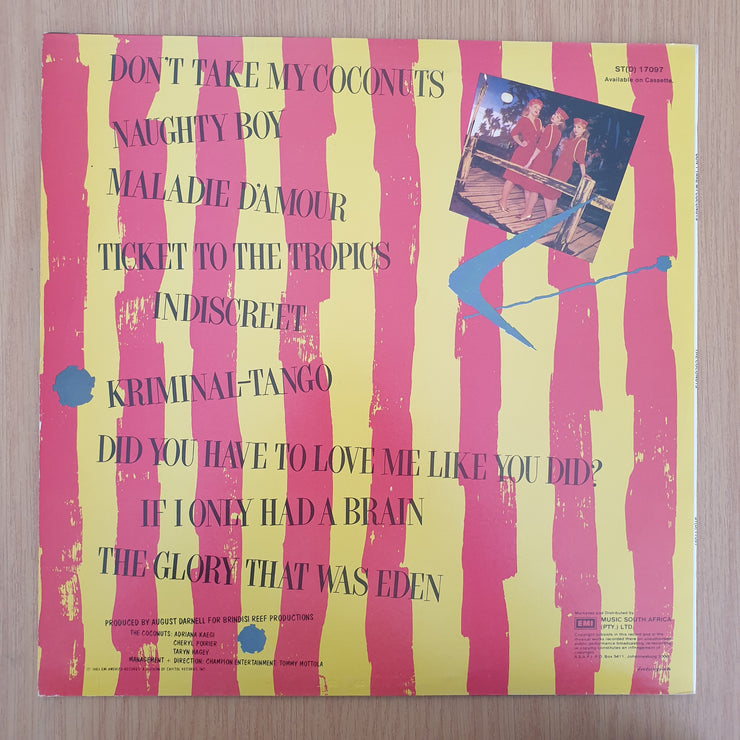 DON'T TAKE MY COCONUTS
NAUGHTY BOY
MALADIE D'AMOUR
TICKET TO THE TROPICS
INDISCREET
KRIMINAL-TANGO
DID YOU HAVE TO LOVE ME LIKE YOU DID?
IF I ONLY HAD A BRAIN
THE GLORY THAT WAS EDEN
PRODUCED BY AUGUST DARNELL FOR BRINDISI REEF PRODUCTIONS
THE COCONUTS: ADRIANA KAEGI
CHERYL POIRIER
TARYN HAGEY
MANAGEMENT + DIRECTION: CHAMPION ENTERTAINMENT: TOMMY MOTTOLA
ST(D) 17097
Available on Cassette
Marketed and Distributed by
EMI MUSIC SOUTH AFRICA
(PTY.) LTD.